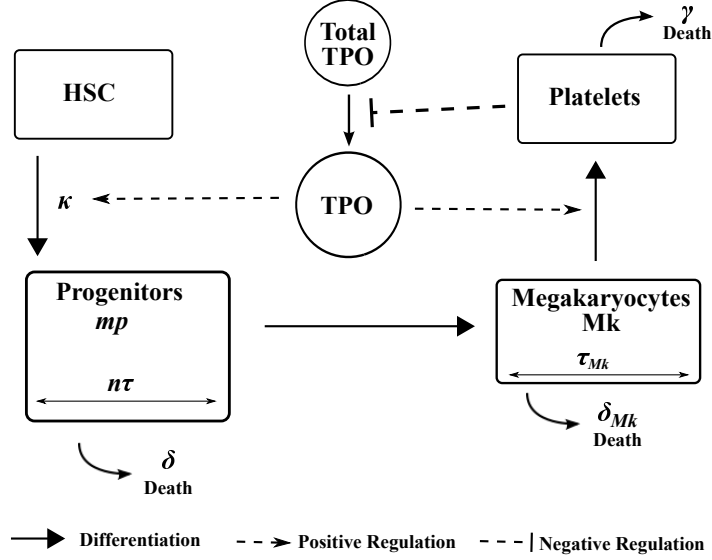 Total
TPO
γ
Death
HSC
Platelets
κ
TPO
Progenitors
mp
nτ
Megakaryocytes
Mk
τMk
δMk
Death
δ
Death
Differentiation
Positive Regulation
Negative Regulation